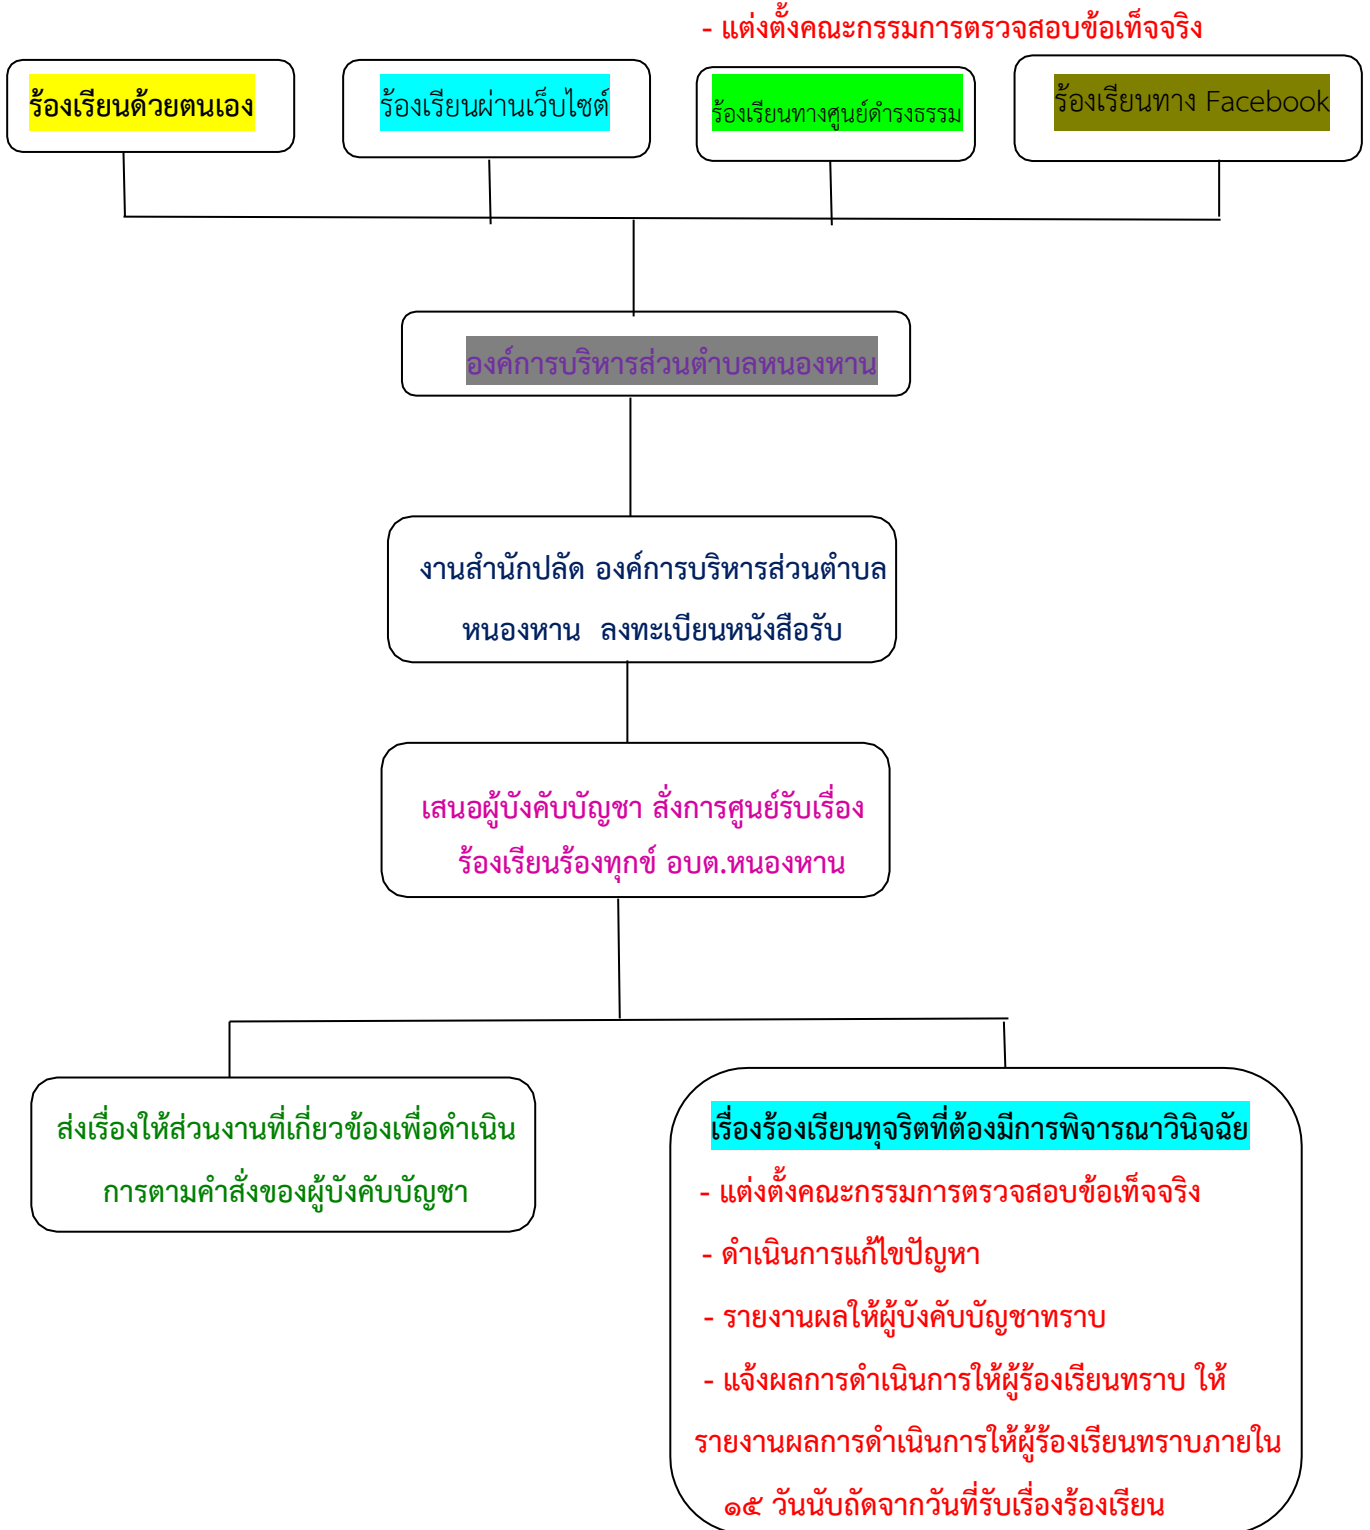 - แต่งตั้งคณะกรรมการตรวจสอบข้อเท็จจริง
ร้องเรียนด้วยตนเอง
ร้องเรียนผ่านเว็บไซต์
ร้องเรียนทางศูนย์ดำรงธรรม
ร้องเรียนทาง Facebook
องค์การบริหารส่วนตำบลหนองหาน
งานสำนักปลัด องค์การบริหารส่วนตำบล
หนองหาน ลงทะเบียนหนังสือรับ
เสนอผู้บังคับบัญชา สั่งการศูนย์รับเรื่อง
ร้องเรียนร้องทุกข์ อบต.หนองหาน
ส่งเรื่องให้ส่วนงานที่เกี่ยวข้องเพื่อดำเนิน
การตามคำสั่งของผู้บังคับบัญชา
เรื่องร้องเรียนทุจริตที่ต้องมีการพิจารณาวินิจฉัย
- แต่งตั้งคณะกรรมการตรวจสอบข้อเท็จจริง
- ดำเนินการแก้ไขปัญหา
- รายงานผลให้ผู้บังคับบัญชาทราบ
- แจ้งผลการดำเนินการให้ผู้ร้องเรียนทราบ ให้
รายงานผลการดำเนินการให้ผู้ร้องเรียนทราบภายใน
๑๕ วันนับถัดจากวันที่รับเรื่องร้องเรียน